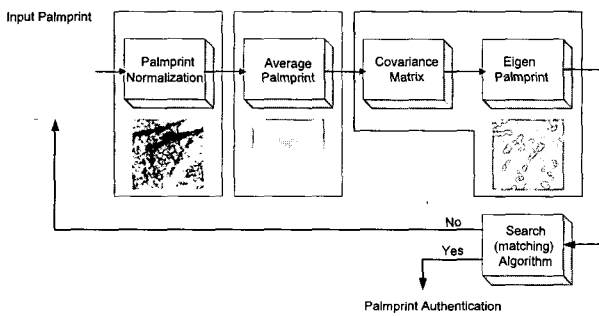 Input Palmprint
Palmprint
Normalization
Average
Palmprint
Covariance
Matrix
Eigen
Palmprint
No
Yes
Search
(matching)
Algorithm
Palmprint Authentication